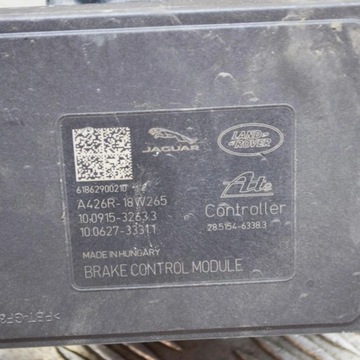 JAGUAR
LAND ROVER
61862900210
A426R-18W265
10.0915-3263.3
10.0627-3331.1
Ate
Controller
28.5154-6338.3
MADE IN HUNGARY
BRAKE CONTROL MODULE